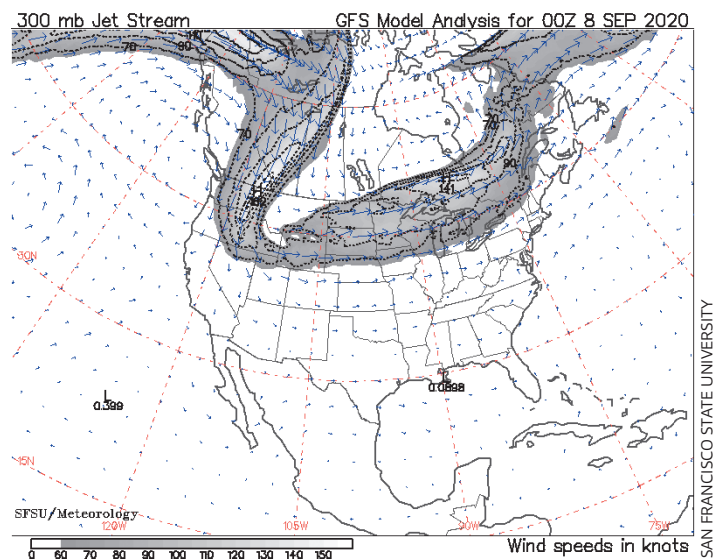 300 mb Jet Stream GFS Model Analysis for 00Z 8 SEP 2020
70 90
70
70
90
H
141
H
30N
L
0.399
L
0.0898
15N
SFSU/Meteorology
120W 105W 90W 75W
0 60 70 80 90 100 110 120 130 140 150
Wind speeds in knots
SAN FRANCISCO STATE UNIVERSITY